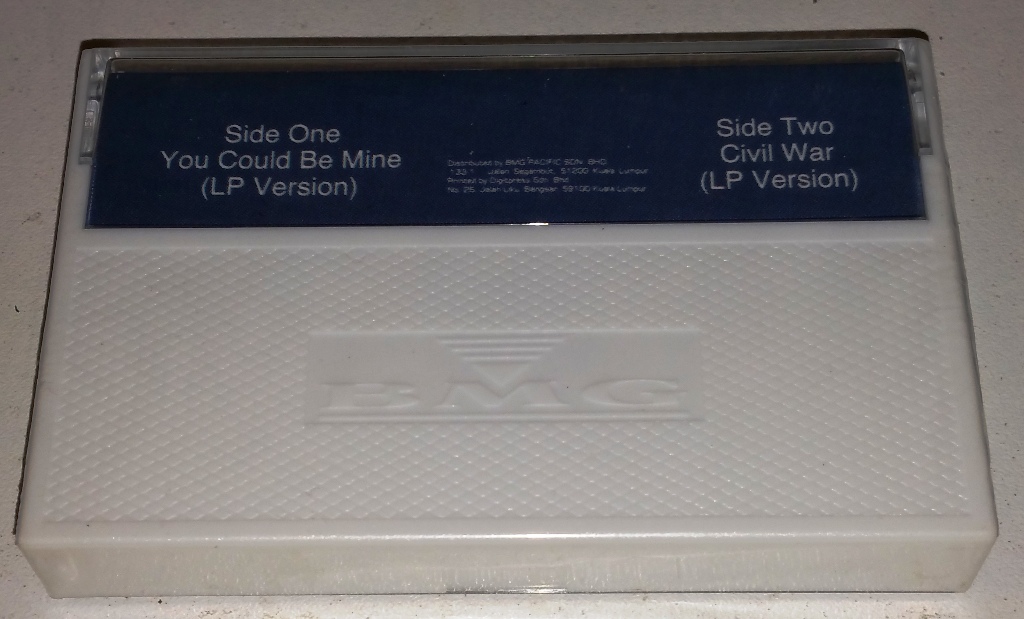 Side One
You Could Be Mine
(LP Version)
Distributed by BMG PACIFIC SDN. BHD
Jalan Segambut, 51200 Kuala Lumpur
Printed by Digitpress Sdn. Bhd
No. 25, Jalan Liku, Bangsar, 59100 Kuala Lumpur
Side Two
Civil War
(LP Version)
BMG